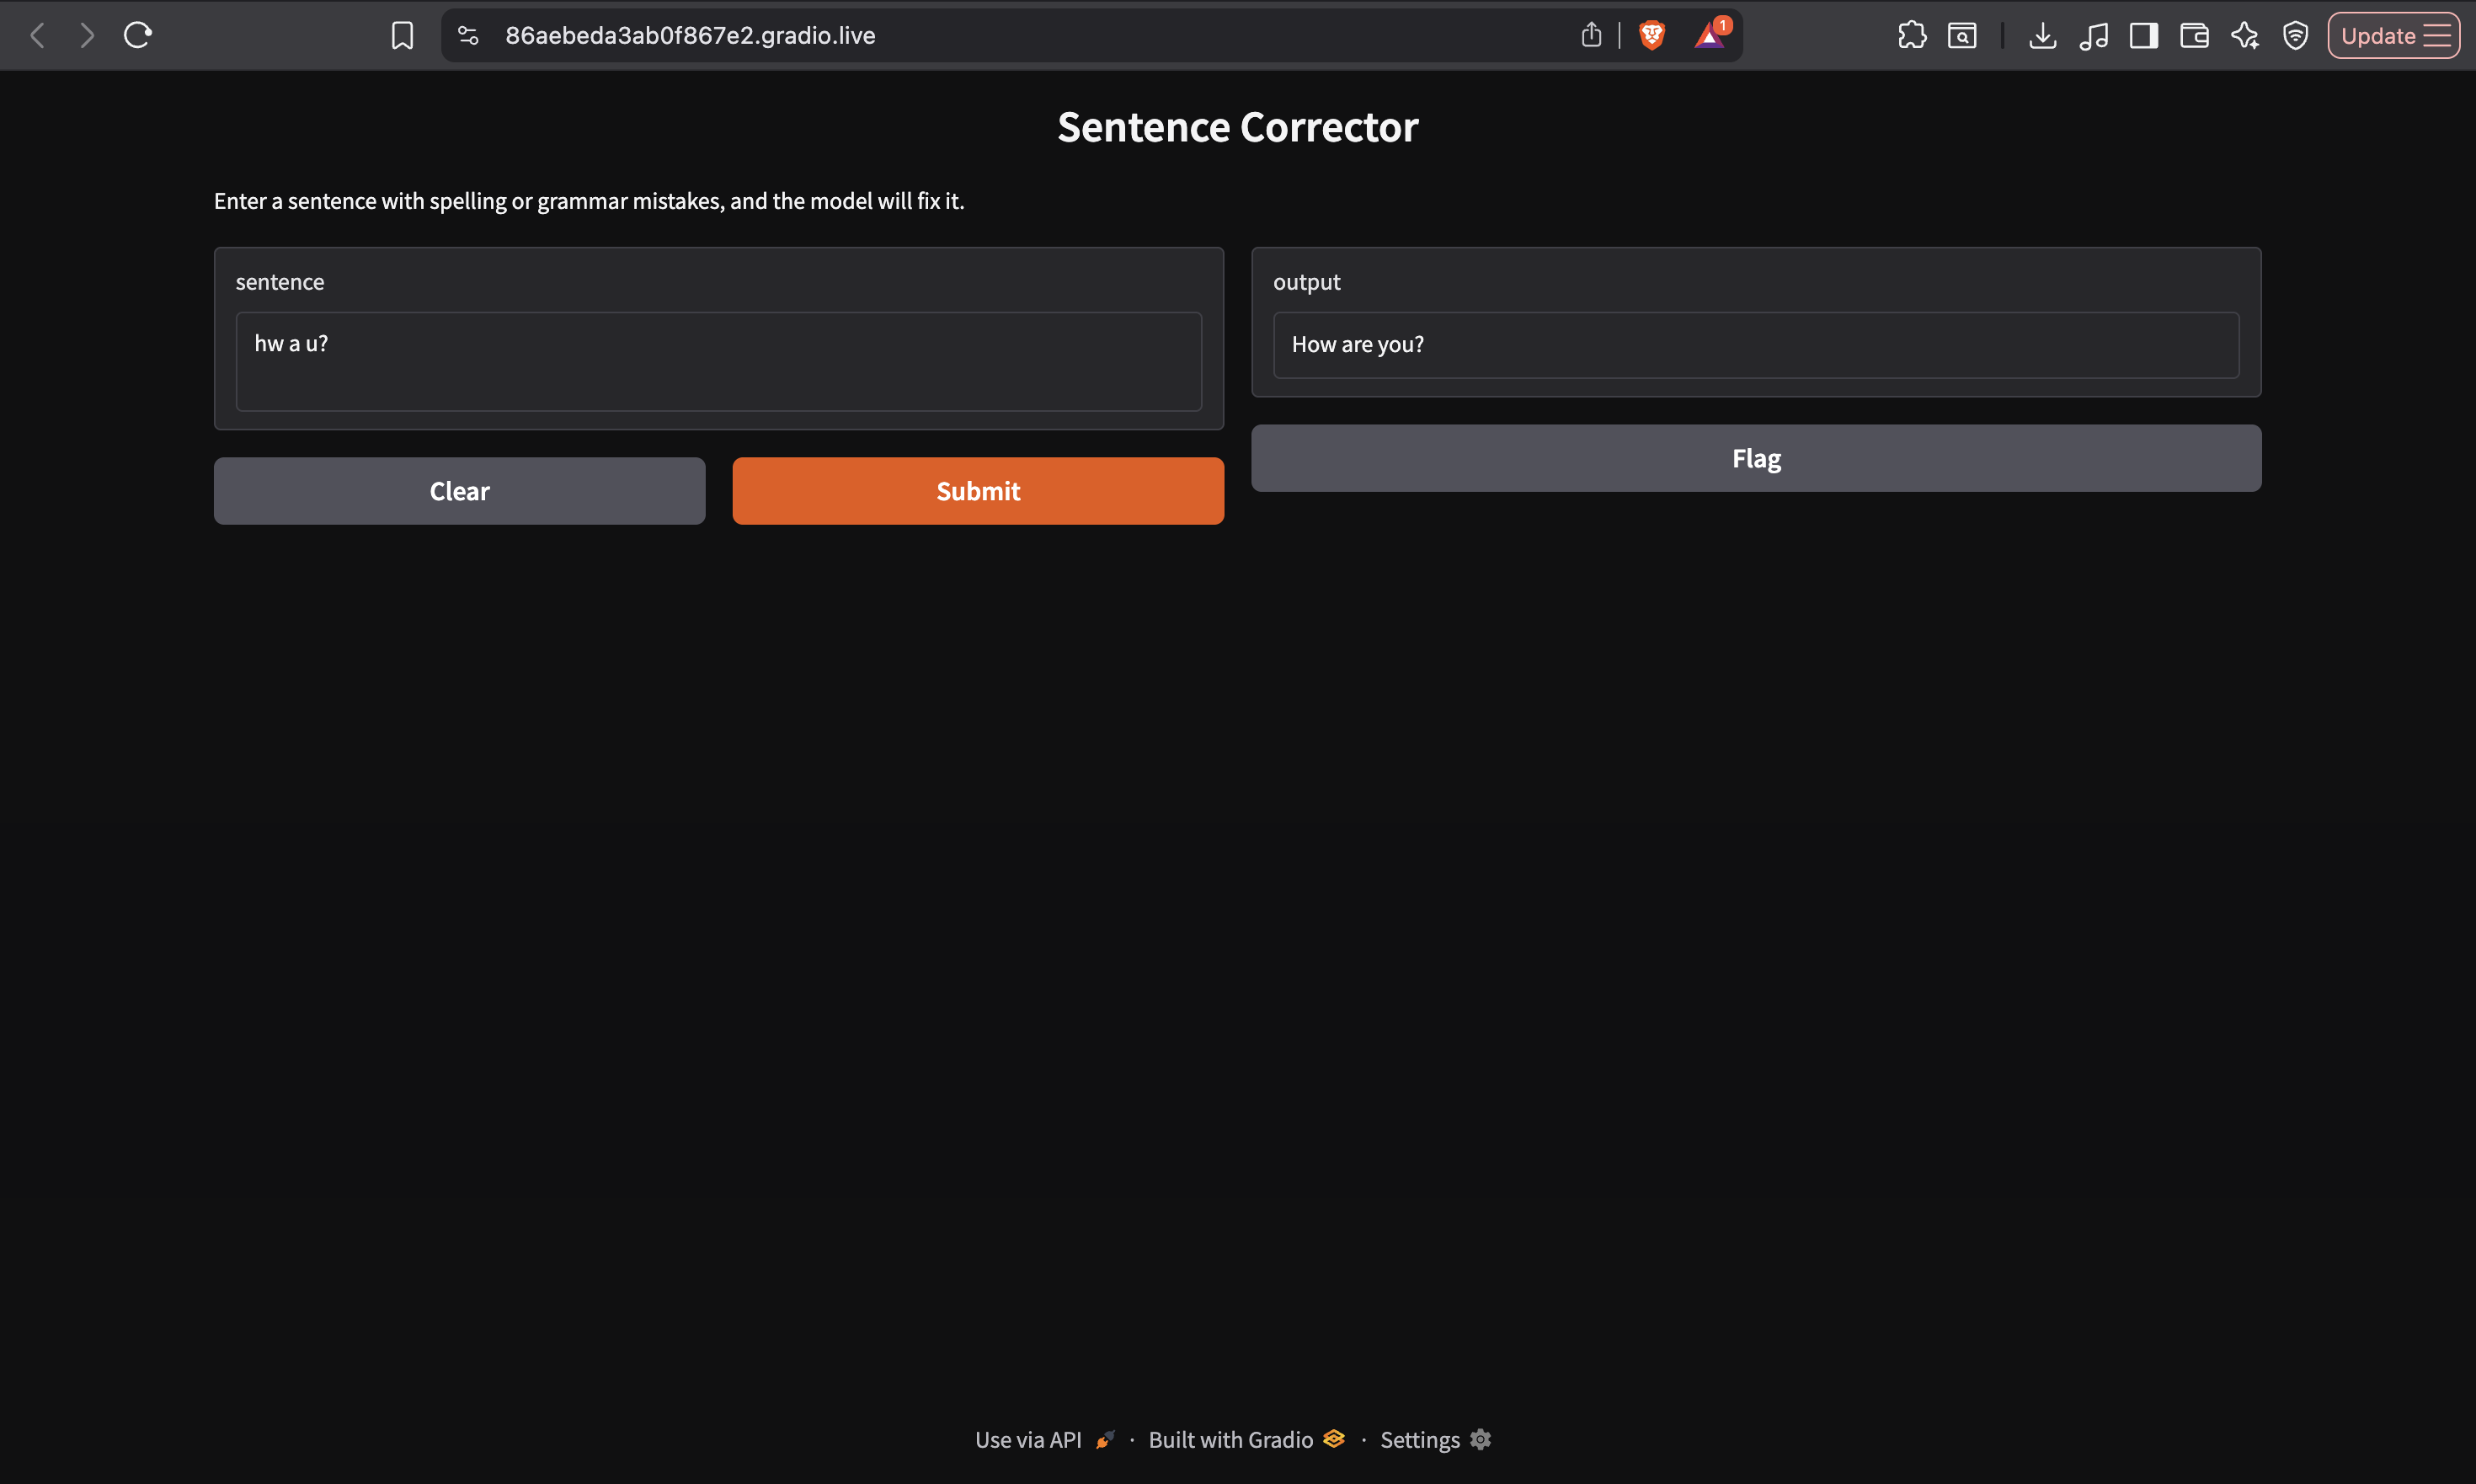 86aebeda3ab0f867e2.gradio.live
1
Update
Sentence Corrector
Enter a sentence with spelling or grammar mistakes, and the model will fix it.
sentence
hw a u?
Clear
Submit
output
How are you?
Flag
Use via API · Built with Gradio · Settings